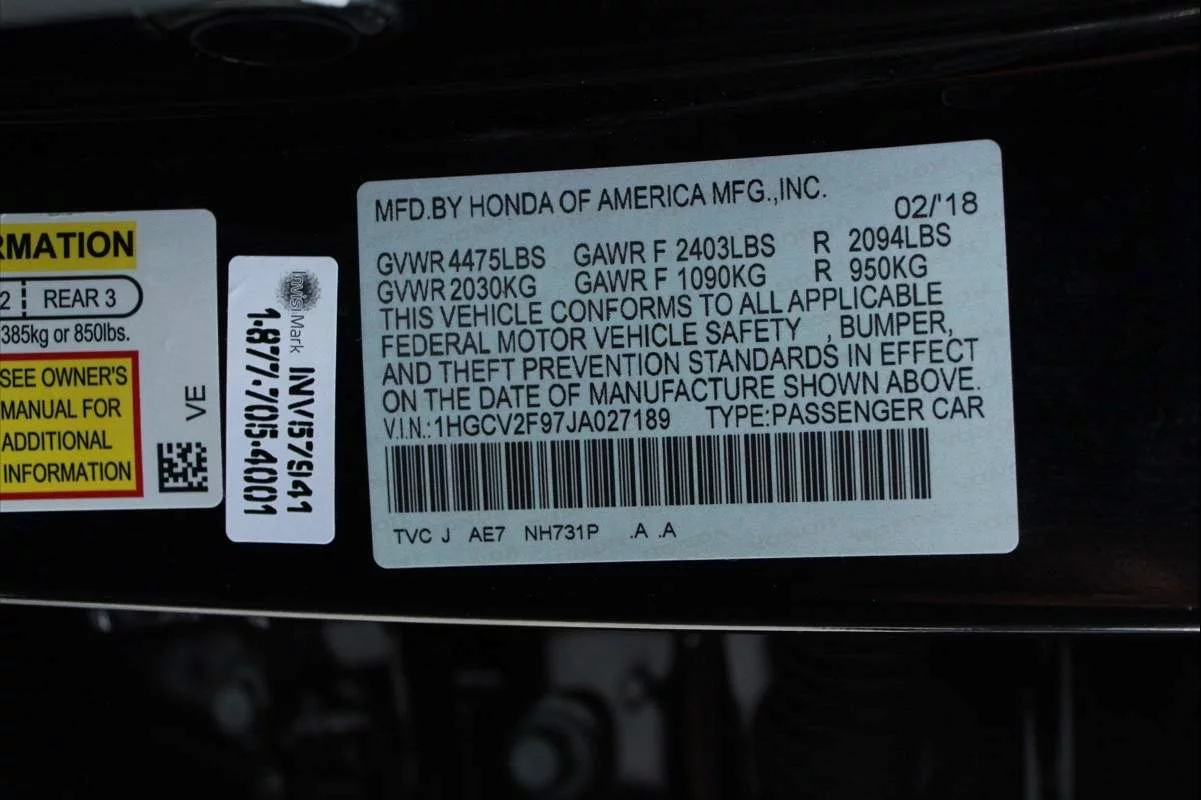 RMATION
2 REAR 3
385kg or 850lbs.
SEE OWNER'S
MANUAL FOR
ADDITIONAL
INFORMATION
VE
InvisiMark
INV57941
1·877·705·4001
MFD.BY HONDA OF AMERICA MFG.,INC.
02/'18
GVWR 4475LBS GAWR F 2403LBS R 2094LBS
GVWR 2030KG GAWR F 1090KG R 950KG
THIS VEHICLE CONFORMS TO ALL APPLICABLE
FEDERAL MOTOR VEHICLE SAFETY , BUMPER,
AND THEFT PREVENTION STANDARDS IN EFFECT
ON THE DATE OF MANUFACTURE SHOWN ABOVE.
V.I.N.:1HGCV2F97JA027189 TYPE:PASSENGER CAR
TVC J AE7 NH731P .A .A